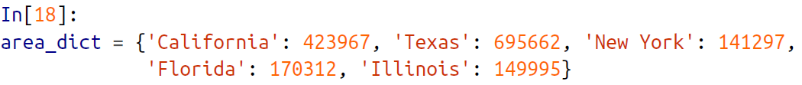 In[18]:
area_dict = {'California': 423967, 'Texas': 695662, 'New York': 141297,
'Florida': 170312, 'Illinois': 149995}